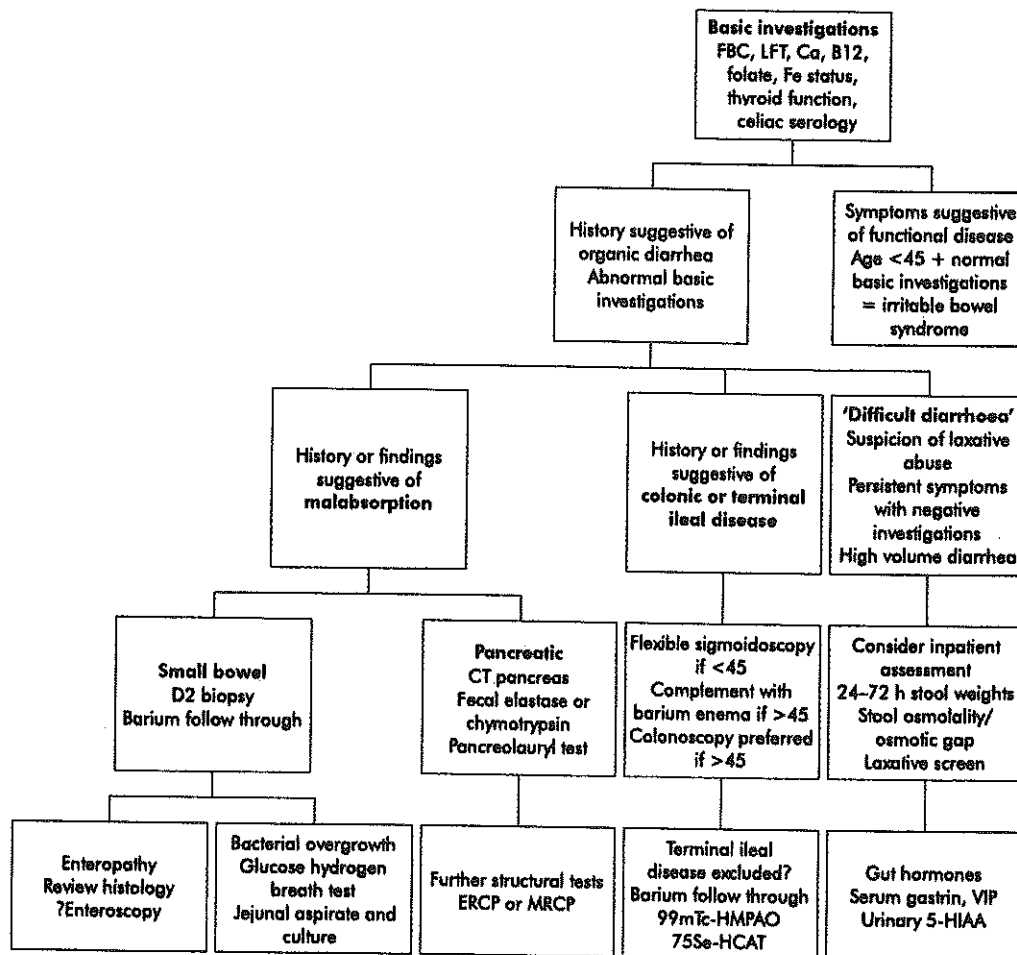 Basic investigations
FBC, LFT, Ca, B12,
folate, Fe status,
thyroid function,
celiac serology
History suggestive of
organic diarrhea
Abnormal basic
investigations
Symptoms suggestive
of functional disease
Age <45 + normal
basic investigations
= irritable bowel
syndrome
History or findings
suggestive of
malabsorption
History or findings
suggestive of
colonic or terminal
ileal disease
'Difficult diarrhoea'
Suspicion of laxative
abuse
Persistent symptoms
with negative
investigations
High volume diarrhea
Small bowel
D2 biopsy
Barium follow through
Pancreatic
CT pancreas
Fecal elastase or
chymotrypsin
Pancreolauryl test
Flexible sigmoidoscopy
if <45
Complement with
barium enema if >45
Colonoscopy preferred
if >45
Consider inpatient
assessment
24–72 h stool weights
Stool osmolality/
osmotic gap
Laxative screen
Enteropathy
Review histology
?Enteroscopy
Bacterial overgrowth
Glucose hydrogen
breath test
Jejunal aspirate and
culture
Further structural tests
ERCP or MRCP
Terminal ileal
disease excluded?
Barium follow through
99mTc-HMPAO
75Se-HCAT
Gut hormones
Serum gastrin, VIP
Urinary 5-HIAA